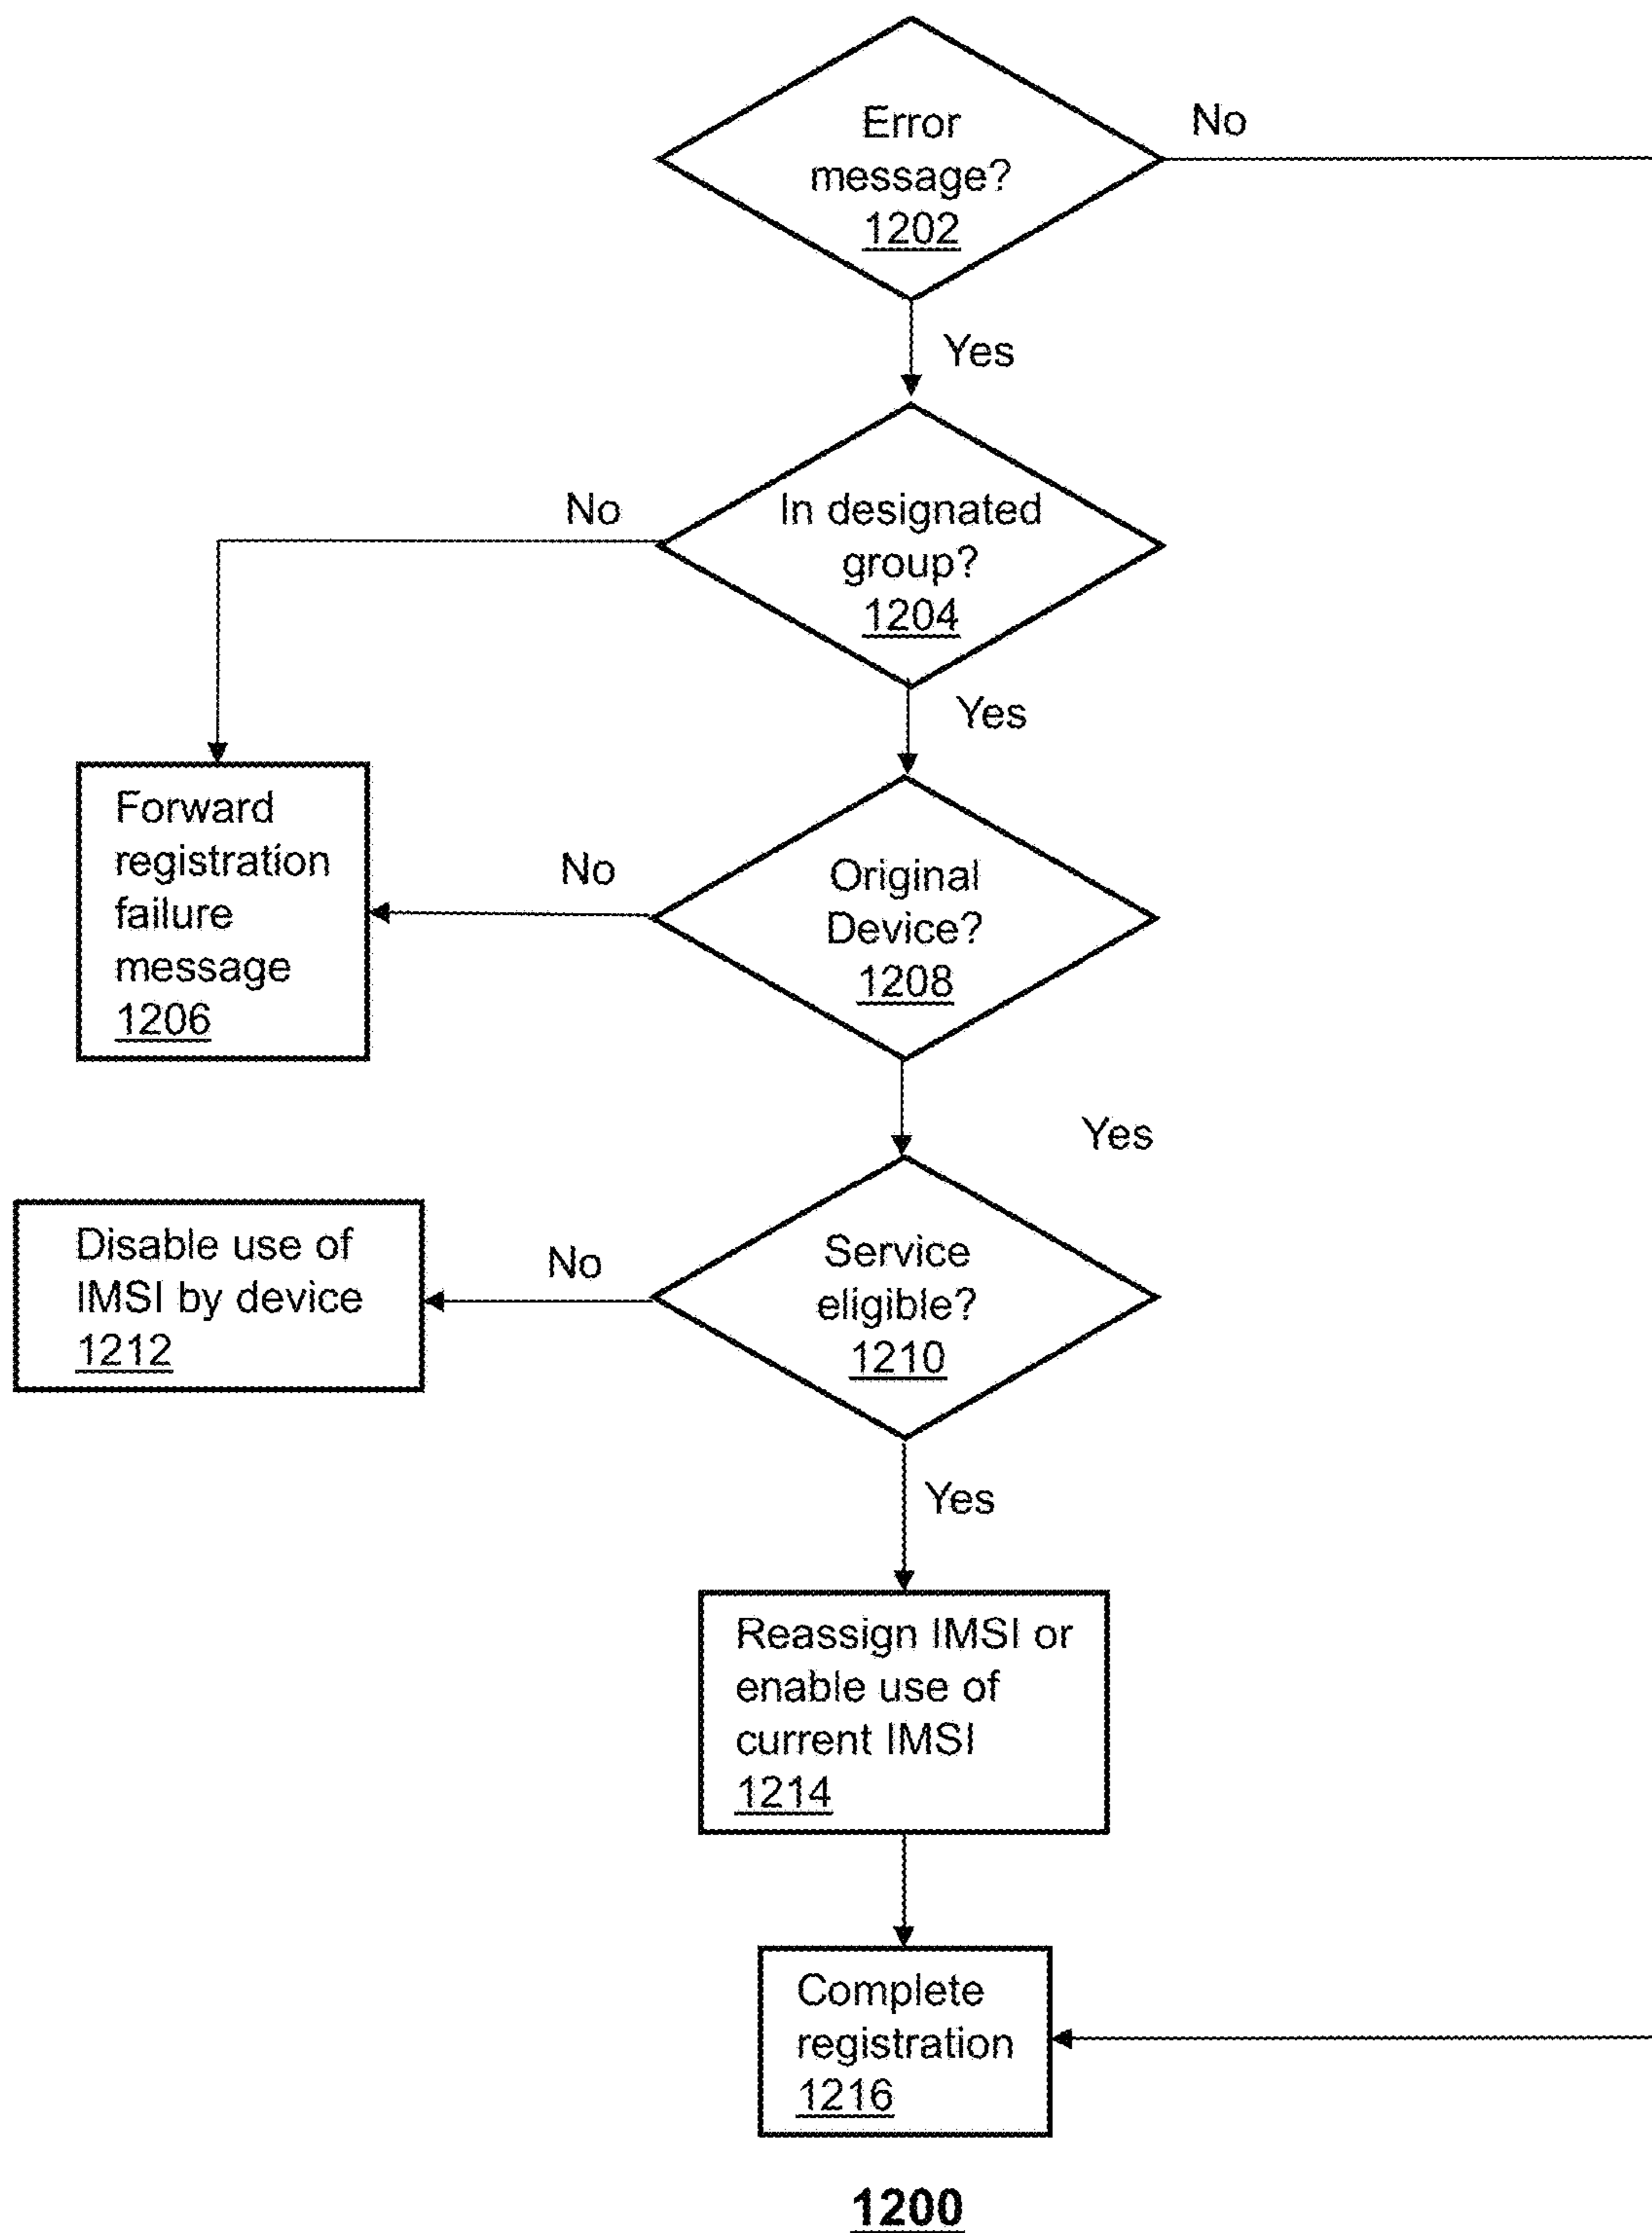 Error
message?
1202
No
Yes
In designated
group?
1204
No
Yes
Forward
registration
failure
message
1206
No
Original
Device?
1208
Yes
Disable use of
IMSI by device
1212
No
Service
eligible?
1210
Yes
Reassign IMSI or
enable use of
current IMSI
1214
Complete
registration
1216
1200